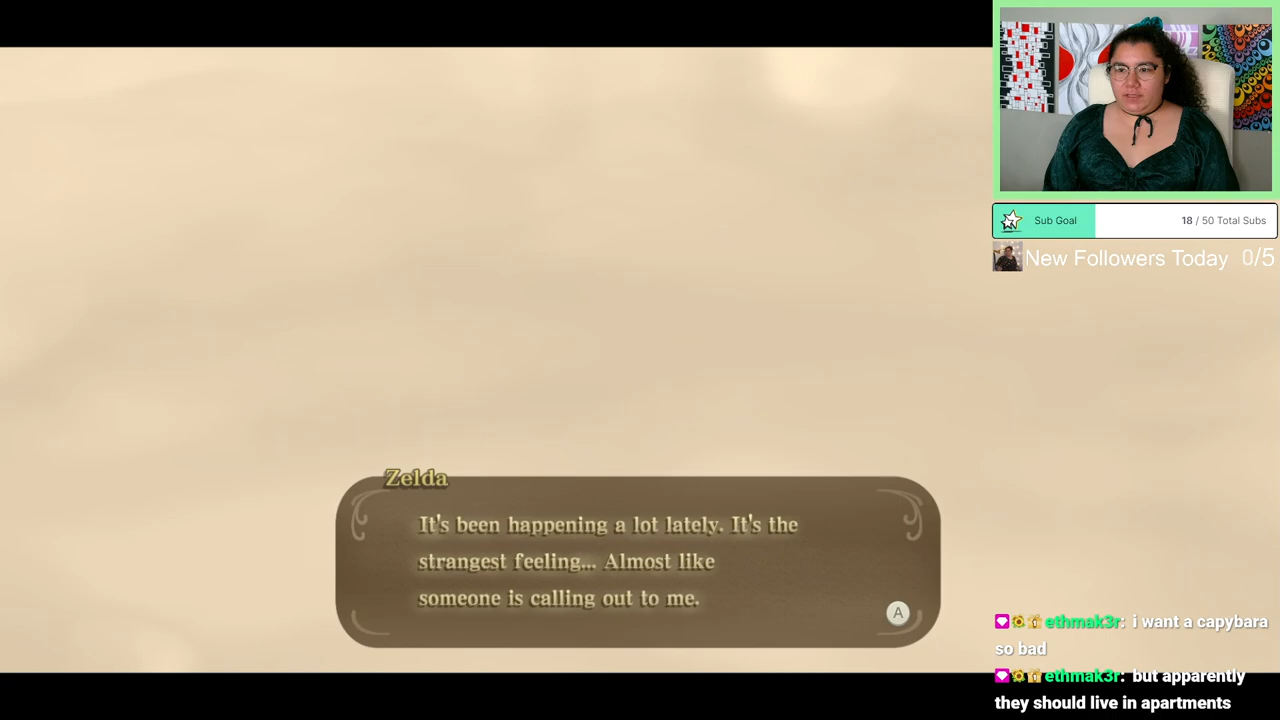 Zelda
It's been happening a lot lately. It's the
strangest feeling... Almost like
someone is calling out to me.
A
Sub Goal 18 / 50 Total Subs
New Followers Today 0/5
ethmak3r: i want a capybara
so bad
ethmak3r: but apparently
they should live in apartments